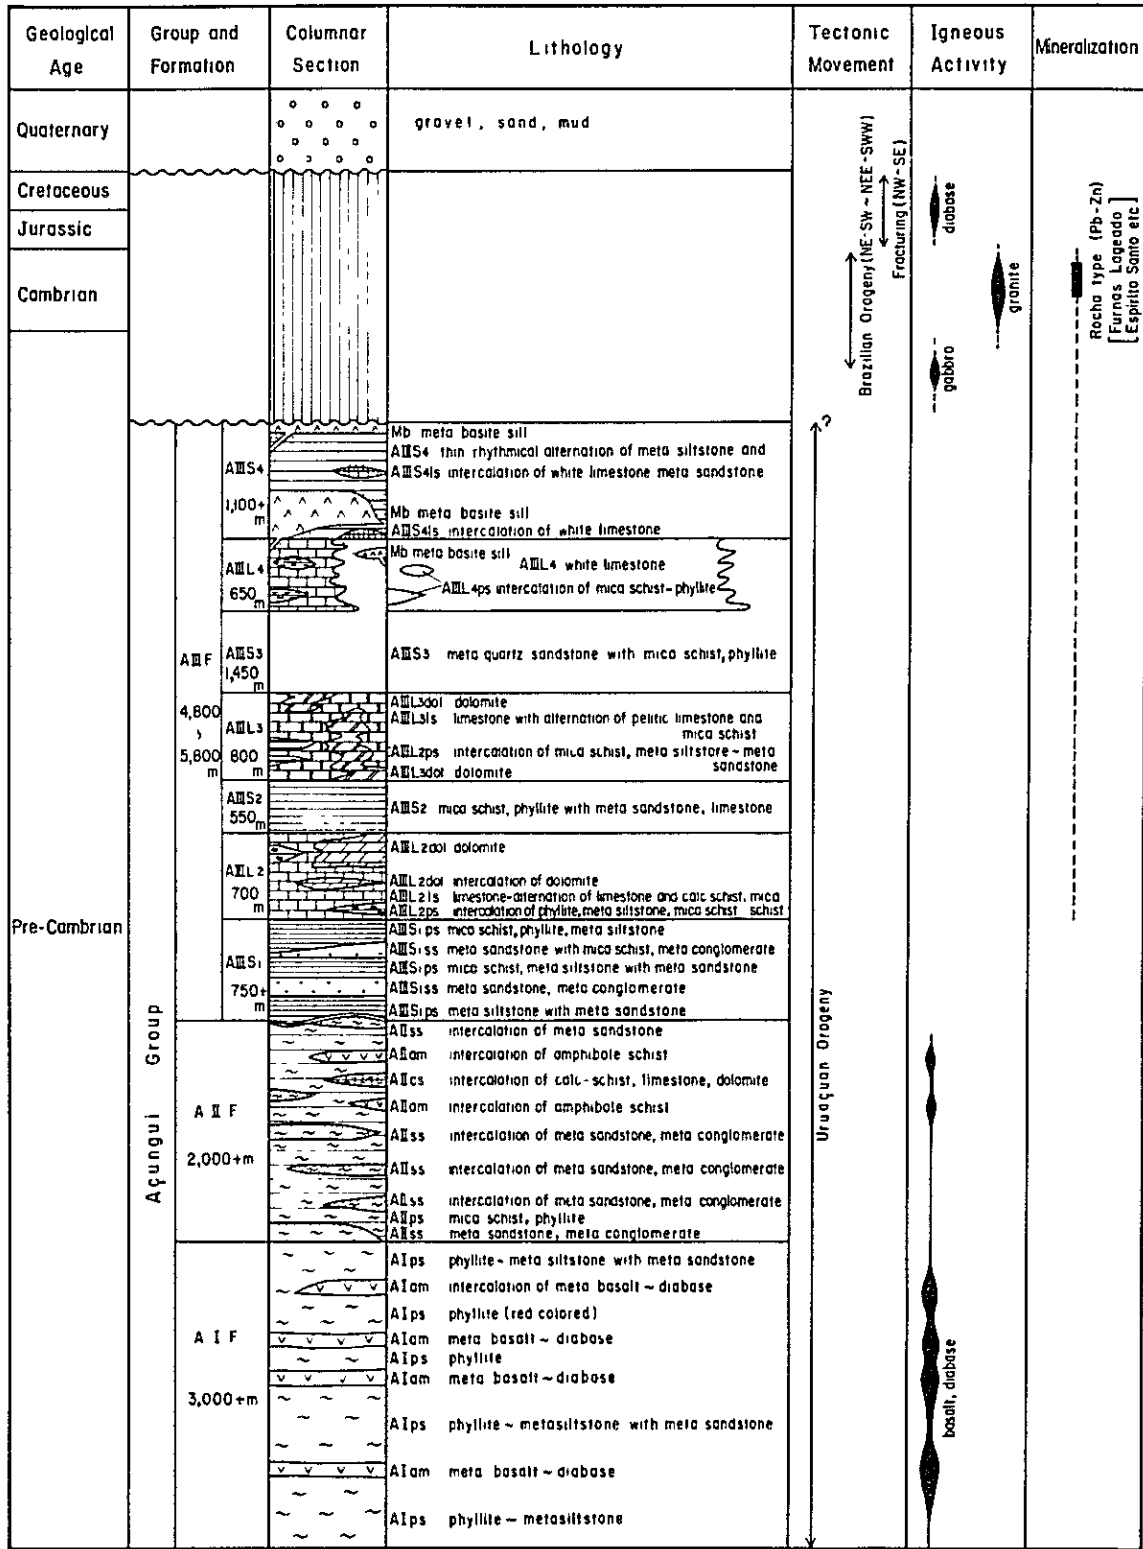 Geological Age
Group and Formation
Columnar Section
Lithology
Tectonic Movement
Igneous Activity
Mineralization
Quaternary
gravel, sand, mud
Cretaceous
Jurassic
Cambrian
Pre-Cambrian
Brazilian Orogeny (NE-SW ~ NEE-SWW)
Fracturing (NW-SE)
diabase
granite
gabbro
Rocha type (Pb-Zn)
[Furnas Lageado
[Espirito Santo etc]
Açungui Group
AⅢF
4,800
~
5,800
m
AⅢS4
1,100+
m
Mb meta basite sill
AⅢS4 thin rhythmical alternation of meta siltstone and
AⅢS4ls intercalation of white limestone meta sandstone
Mb meta basite sill
AⅢS4ls intercalation of white limestone
AⅢL4
650
m
Mb meta basite sill
AⅢL4 white limestone
AⅢL4ps intercalation of mica schist-phyllite
AⅢS3
1,450
m
AⅢS3 meta quartz sandstone with mica schist, phyllite
AⅢL3
800
m
AⅢL3dol dolomite
AⅢL3ls limestone with alternation of pelitic limestone and
mica schist
AⅢL2ps intercalation of mica schist, meta siltstore ~ meta
sandstone
AⅢL3dol dolomite
AⅢS2
550
m
AⅢS2 mica schist, phyllite with meta sandstone, limestone
AⅢL2
700
m
AⅢL2dol dolomite
AⅢL2dol intercalation of dolomite
AⅢL2ls limestone-alternation of limestone and calc schist, mica
AⅢL2ps intercalation of phyllite, meta siltstone, mica schist schist
AⅢS1
750+
m
AⅢS1ps mica schist, phyllite, meta siltstone
AⅢS1ss meta sandstone with mica schist, meta conglomerate
AⅢS1ps mica schist, meta siltstone with meta sandstone
AⅢS1ss meta sandstone, meta conglomerate
AⅢS1ps meta siltstone with meta sandstone
AⅡF
2,000+m
AⅡss intercalation of meta sandstone
AⅡam intercalation of amphibole schist
AⅡcs intercalation of calc-schist, limestone, dolomite
AⅡam intercalation of amphibole schist
AⅡss intercalation of meta sandstone, meta conglomerate
AⅡss intercalation of meta sandstone, meta conglomerate
AⅡss intercalation of meta sandstone, meta conglomerate
AⅡps mica schist, phyllite
AⅡss meta sandstone, meta conglomerate
AⅠF
3,000+m
AⅠps phyllite ~ meta siltstone with meta sandstone
AⅠam intercalation of meta basalt ~ diabase
AⅠps phyllite (red colored)
AⅠam meta basalt ~ diabase
AⅠps phyllite
AⅠam meta basalt ~ diabase
AⅠps phyllite ~ metasiltstone with meta sandstone
AⅠam meta basalt ~ diabase
AⅠps phyllite ~ metasiltstone
?
Uruaçuan Orogeny
basalt, diabase